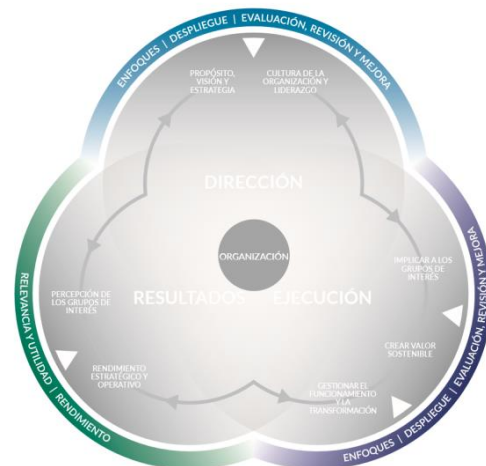 ENFOQUES | DESPLIEGUE | EVALUACIÓN, REVISIÓN Y MEJORA
PROPÓSITO,
VISIÓN Y
ESTRATEGIA
CULTURA DE LA
ORGANIZACIÓN Y
LIDERAZGO
DIRECCIÓN
ORGANIZACIÓN
RESULTADOS
EJECUCIÓN
PERCEPCIÓN DE
LOS GRUPOS DE
INTERÉS
RENDIMIENTO
ESTRATÉGICO Y
OPERATIVO
IMPLICAR A LOS
GRUPOS DE
INTERÉS
CREAR VALOR
SOSTENIBLE
GESTIONAR EL
FUNCIONAMIENTO
Y LA
TRANSFORMACIÓN
RELEVANCIA Y UTILIDAD | RENDIMIENTO
ENFOQUES | DESPLIEGUE | EVALUACIÓN, REVISIÓN Y MEJORA